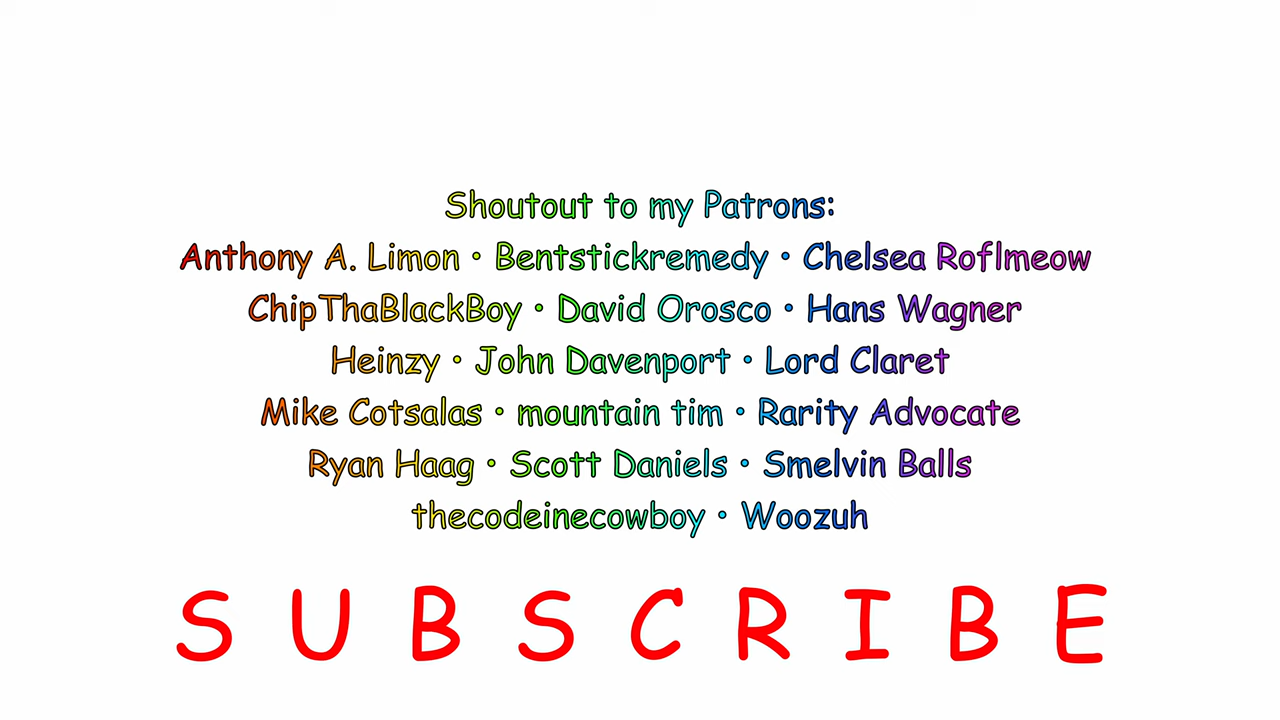 Shoutout to my Patrons:
Anthony A. Limon • Bentstickremedy • Chelsea Roflmeow
ChipThaBlackBoy • David Orosco • Hans Wagner
Heinzy • John Davenport • Lord Claret
Mike Cotsalas • mountain tim • Rarity Advocate
Ryan Haag • Scott Daniels • Smelvin Balls
thecodeinecowboy • Woozuh
SUBSCRIBE